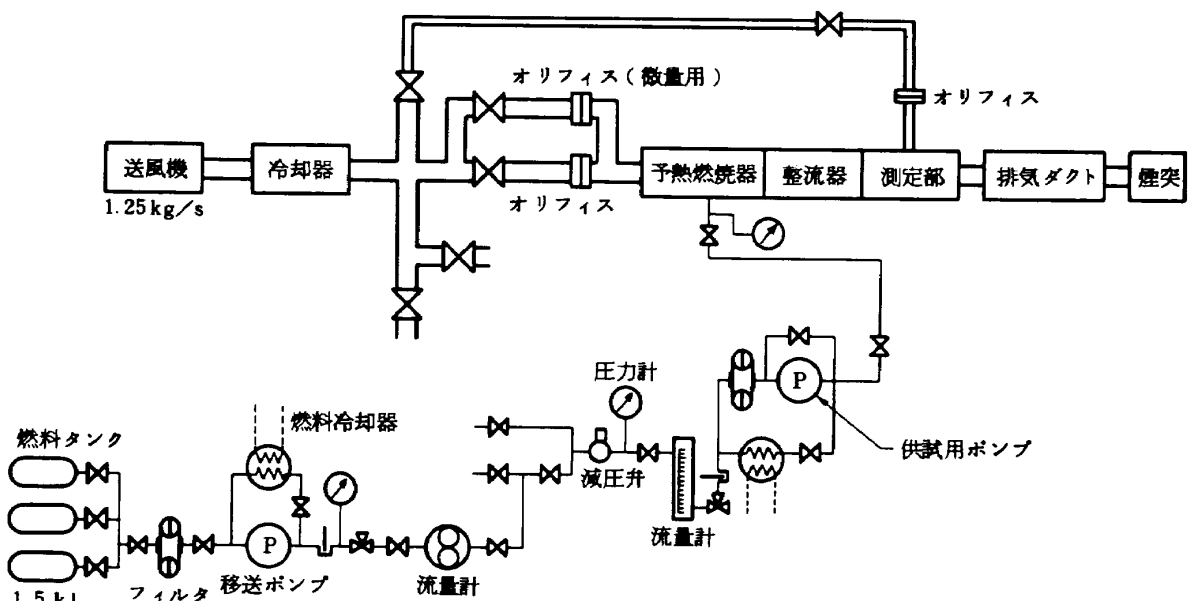 オリフィス(微量用)
オリフィス
送風機
冷却器
予熱燃焼器
整流器
測定部
排気ダクト
煙突
1.25kg/s
オリフィス
圧力計
燃料冷却器
燃料タンク
P
供試用ポンプ
減圧弁
流量計
P
1.5kl
フィルタ
移送ポンプ
流量計